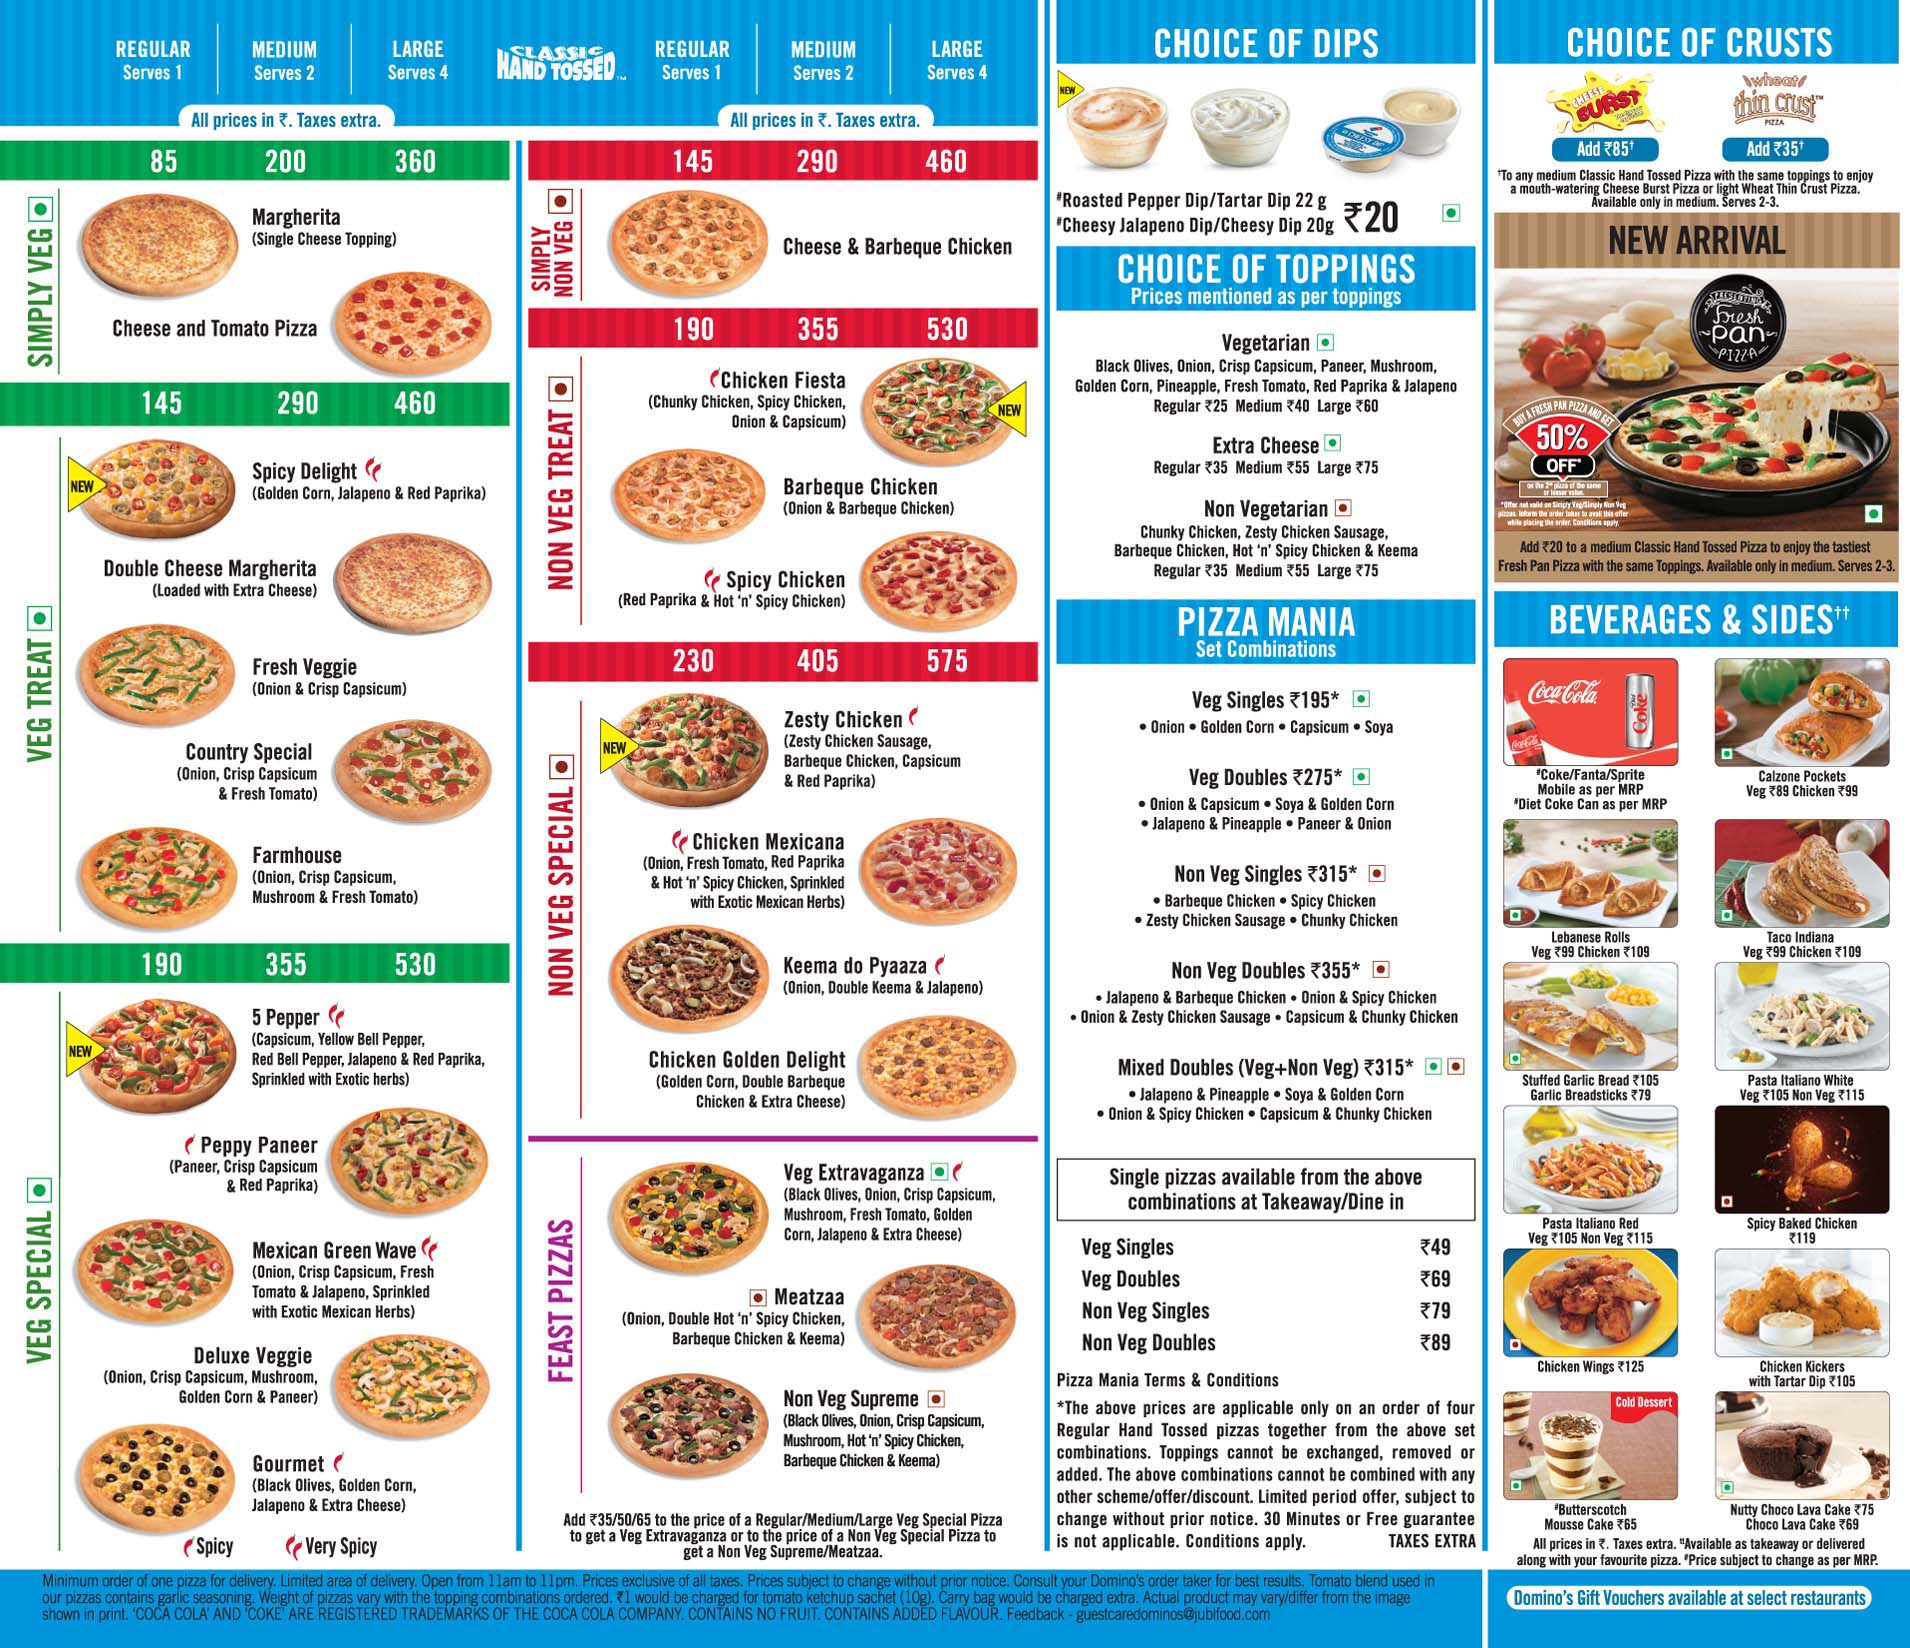 REGULAR
Serves 1
MEDIUM
Serves 2
LARGE
Serves 4
CLASSIC
HAND TOSSED™
REGULAR
Serves 1
MEDIUM
Serves 2
LARGE
Serves 4
All prices in ₹. Taxes extra.
All prices in ₹. Taxes extra.
85 200 360
SIMPLY VEG
Margherita
(Single Cheese Topping)
Cheese and Tomato Pizza
145 290 460
VEG TREAT
NEW
Spicy Delight
(Golden Corn, Jalapeno & Red Paprika)
Double Cheese Margherita
(Loaded with Extra Cheese)
Fresh Veggie
(Onion & Crisp Capsicum)
Country Special
(Onion, Crisp Capsicum
& Fresh Tomato)
Farmhouse
(Onion, Crisp Capsicum,
Mushroom & Fresh Tomato)
190 355 530
VEG SPECIAL
NEW
5 Pepper
(Capsicum, Yellow Bell Pepper,
Red Bell Pepper, Jalapeno & Red Paprika,
Sprinkled with Exotic herbs)
Peppy Paneer
(Paneer, Crisp Capsicum
& Red Paprika)
Mexican Green Wave
(Onion, Crisp Capsicum, Fresh
Tomato & Jalapeno, Sprinkled
with Exotic Mexican Herbs)
Deluxe Veggie
(Onion, Crisp Capsicum, Mushroom,
Golden Corn & Paneer)
Gourmet
(Black Olives, Golden Corn,
Jalapeno & Extra Cheese)
Spicy
Very Spicy
145 290 460
SIMPLY
NON VEG
Cheese & Barbeque Chicken
190 355 530
NON VEG TREAT
Chicken Fiesta
(Chunky Chicken, Spicy Chicken,
Onion & Capsicum)
NEW
Barbeque Chicken
(Onion & Barbeque Chicken)
Spicy Chicken
(Red Paprika & Hot ‘n’ Spicy Chicken)
230 405 575
NON VEG SPECIAL
NEW
Zesty Chicken
(Zesty Chicken Sausage,
Barbeque Chicken, Capsicum
& Red Paprika)
Chicken Mexicana
(Onion, Fresh Tomato, Red Paprika
& Hot ‘n’ Spicy Chicken, Sprinkled
with Exotic Mexican Herbs)
Keema do Pyaaza
(Onion, Double Keema & Jalapeno)
Chicken Golden Delight
(Golden Corn, Double Barbeque
Chicken & Extra Cheese)
FEAST PIZZAS
Veg Extravaganza
(Black Olives, Onion, Crisp Capsicum,
Mushroom, Fresh Tomato, Golden
Corn, Jalapeno & Extra Cheese)
Meatzaa
(Onion, Double Hot ‘n’ Spicy Chicken,
Barbeque Chicken & Keema)
Non Veg Supreme
(Black Olives, Onion, Crisp Capsicum,
Mushroom, Hot ‘n’ Spicy Chicken,
Barbeque Chicken & Keema)
Add ₹35/50/65 to the price of a Regular/Medium/Large Veg Special Pizza
to get a Veg Extravaganza or to the price of a Non Veg Special Pizza to
get a Non Veg Supreme/Meatzaa.
CHOICE OF DIPS
NEW
CHEESY DIP
#Roasted Pepper Dip/Tartar Dip 22 g
#Cheesy Jalapeno Dip/Cheesy Dip 20g
₹20
CHOICE OF TOPPINGS
Prices mentioned as per toppings
Vegetarian
Black Olives, Onion, Crisp Capsicum, Paneer, Mushroom,
Golden Corn, Pineapple, Fresh Tomato, Red Paprika & Jalapeno
Regular ₹25 Medium ₹40 Large ₹60
Extra Cheese
Regular ₹35 Medium ₹55 Large ₹75
Non Vegetarian
Chunky Chicken, Zesty Chicken Sausage,
Barbeque Chicken, Hot ‘n’ Spicy Chicken & Keema
Regular ₹35 Medium ₹55 Large ₹75
PIZZA MANIA
Set Combinations
Veg Singles ₹195*
• Onion • Golden Corn • Capsicum • Soya
Veg Doubles ₹275*
• Onion & Capsicum • Soya & Golden Corn
• Jalapeno & Pineapple • Paneer & Onion
Non Veg Singles ₹315*
• Barbeque Chicken • Spicy Chicken
• Zesty Chicken Sausage • Chunky Chicken
Non Veg Doubles ₹355*
• Jalapeno & Barbeque Chicken • Onion & Spicy Chicken
• Onion & Zesty Chicken Sausage • Capsicum & Chunky Chicken
Mixed Doubles (Veg+Non Veg) ₹315*
• Jalapeno & Pineapple • Soya & Golden Corn
• Onion & Spicy Chicken • Capsicum & Chunky Chicken
Single pizzas available from the above
combinations at Takeaway/Dine in
Veg Singles ₹49
Veg Doubles ₹69
Non Veg Singles ₹79
Non Veg Doubles ₹89
Pizza Mania Terms & Conditions
*The above prices are applicable only on an order of four
Regular Hand Tossed pizzas together from the above set
combinations. Toppings cannot be exchanged, removed or
added. The above combinations cannot be combined with any
other scheme/offer/discount. Limited period offer, subject to
change without prior notice. 30 Minutes or Free guarantee
is not applicable. Conditions apply. TAXES EXTRA
CHOICE OF CRUSTS
CHEESE
BURST
wheat
thin crust™
PIZZA
Add ₹85†
Add ₹35†
†To any medium Classic Hand Tossed Pizza with the same toppings to enjoy
a mouth-watering Cheese Burst Pizza or light Wheat Thin Crust Pizza.
Available only in medium. Serves 2-3.
NEW ARRIVAL
PRESENTING
Fresh
pan
PIZZA
BUY A FRESH PAN PIZZA AND GET
50%
OFF*
on the 2nd pizza of the same
or lesser value.
*Offer not valid on Simply Veg/Simply Non Veg
pizzas. Inform the order taker to avail this offer
while placing the order. Conditions apply.
Add ₹20 to a medium Classic Hand Tossed Pizza to enjoy the tastiest
Fresh Pan Pizza with the same Toppings. Available only in medium. Serves 2-3.
BEVERAGES & SIDES††
Coca-Cola
Coca-Cola
Diet
Coke
#Coke/Fanta/Sprite
Mobile as per MRP
#Diet Coke Can as per MRP
Calzone Pockets
Veg ₹89 Chicken ₹99
Lebanese Rolls
Veg ₹99 Chicken ₹109
Taco Indiana
Veg ₹99 Chicken ₹109
Stuffed Garlic Bread ₹105
Garlic Breadsticks ₹79
Pasta Italiano White
Veg ₹105 Non Veg ₹115
Pasta Italiano Red
Veg ₹105 Non Veg ₹115
Spicy Baked Chicken
₹119
Chicken Wings ₹125
Chicken Kickers
with Tartar Dip ₹105
Cold Dessert
#Butterscotch
Mousse Cake ₹65
Nutty Choco Lava Cake ₹75
Choco Lava Cake ₹69
All prices in ₹. Taxes extra. ††Available as takeaway or delivered
along with your favourite pizza. #Price subject to change as per MRP.
Minimum order of one pizza for delivery. Limited area of delivery. Open from 11am to 11pm. Prices exclusive of all taxes. Prices subject to change without prior notice. Consult your Domino's order taker for best results. Tomato blend used in
our pizzas contains garlic seasoning. Weight of pizzas vary with the topping combinations ordered. ₹1 would be charged for tomato ketchup sachet (10g). Carry bag would be charged extra. Actual product may vary/differ from the image
shown in print. 'COCA COLA' AND 'COKE' ARE REGISTERED TRADEMARKS OF THE COCA COLA COMPANY. CONTAINS NO FRUIT. CONTAINS ADDED FLAVOUR. Feedback - guestcaredominos@jublfood.com
Domino's Gift Vouchers available at select restaurants